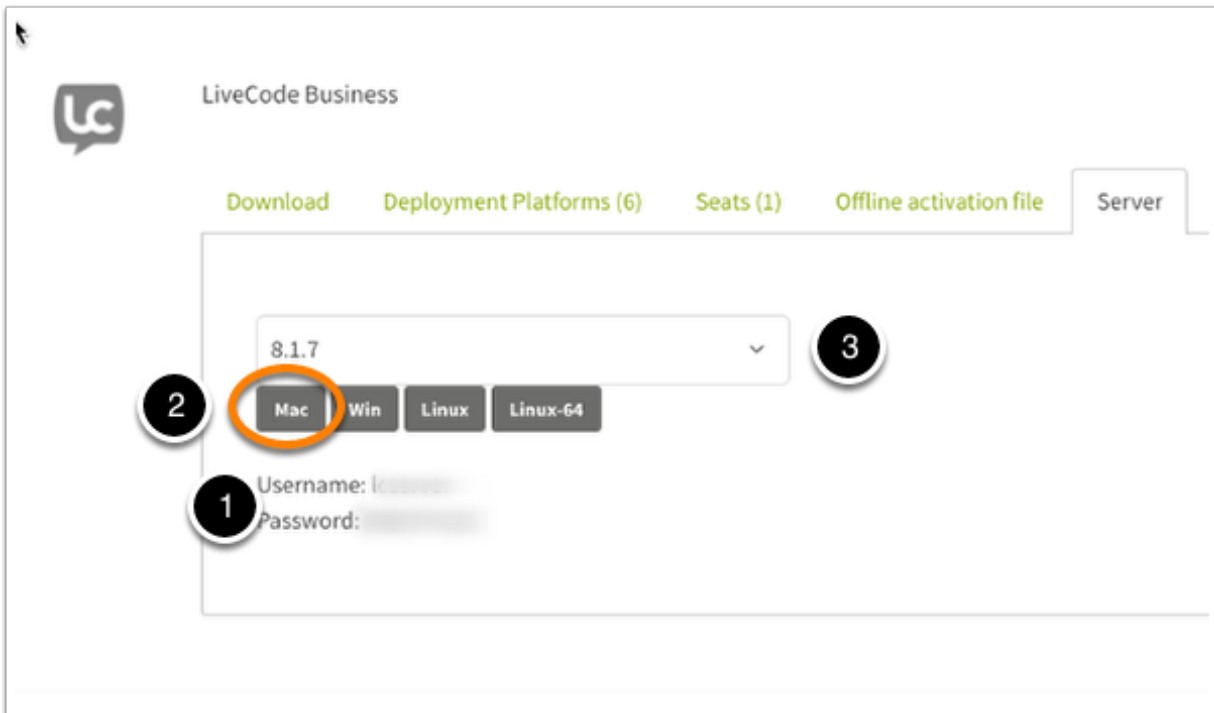 lc
LiveCode Business
Download Deployment Platforms (6) Seats (1) Offline activation file Server
8.1.7
3
2
Mac Win Linux Linux-64
1
Username:
Password: